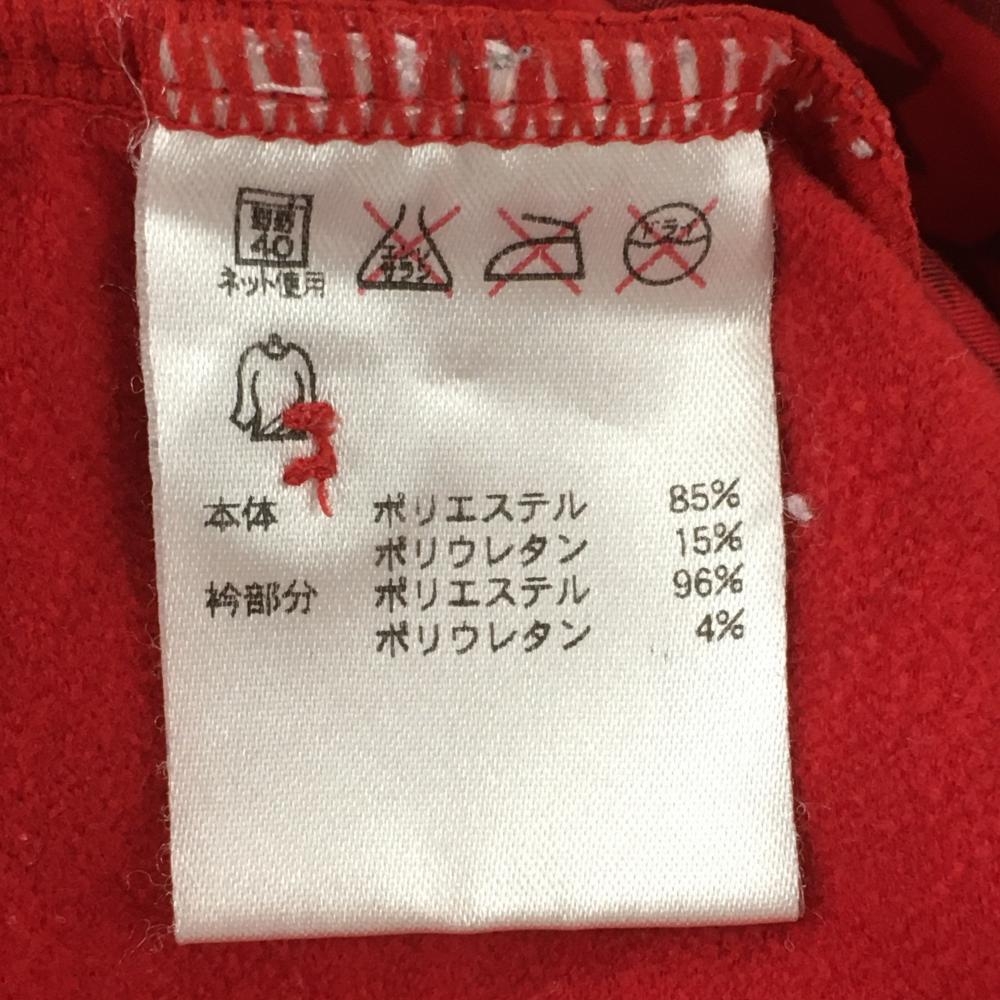 40
ネット使用
エンソ
サラシ
ドライ
本体 ポリエステル 85%
ポリウレタン 15%
衿部分 ポリエステル 96%
ポリウレタン 4%